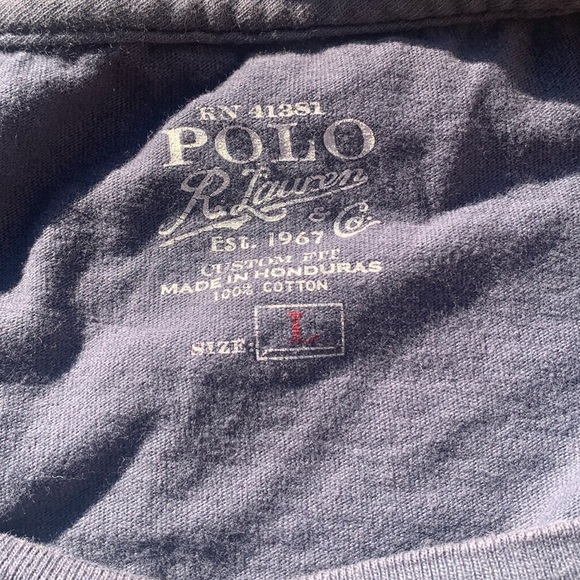 RN 41381
POLO
R. Lauren
& Co.
EST. 1967
CUSTOM FIT
MADE IN HONDURAS
100% COTTON
SIZE: L